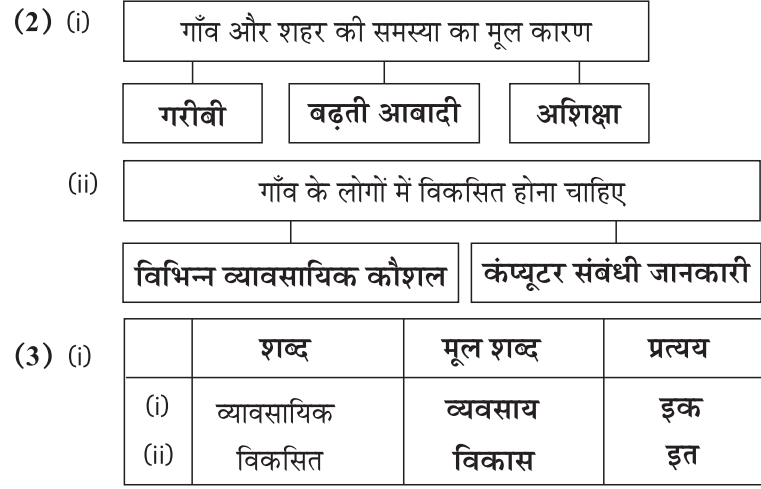 (2) (i) गाँव और शहर की समस्या का मूल कारण
गरीबी बढ़ती आबादी अशिक्षा
(ii) गाँव के लोगों में विकसित होना चाहिए
विभिन्न व्यावसायिक कौशल कंप्यूटर संबंधी जानकारी
(3) (i) शब्द मूल शब्द प्रत्यय
(i) व्यावसायिक व्यवसाय इक
(ii) विकसित विकास इत